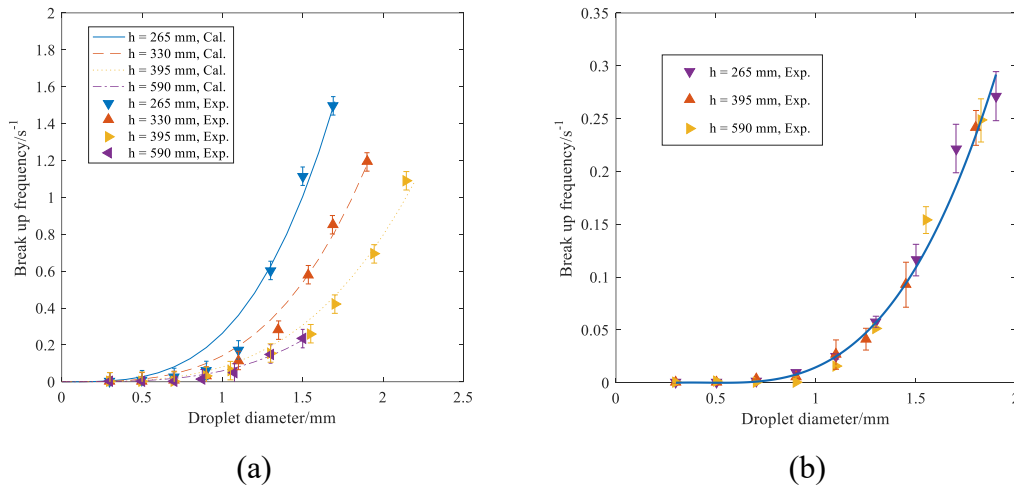 2
1.8
1.6
1.4
1.2
1
0.8
0.6
0.4
0.2
0
0 0.5 1 1.5 2 2.5
Break up frequency/s-1
Droplet diameter/mm
h = 265 mm, Cal.
h = 330 mm, Cal.
h = 395 mm, Cal.
h = 590 mm, Cal.
h = 265 mm, Exp.
h = 330 mm, Exp.
h = 395 mm, Exp.
h = 590 mm, Exp.
(a)
0.35
0.3
0.25
0.2
0.15
0.1
0.05
0
0 0.5 1 1.5 2
Break up frequency/s-1
Droplet diameter/mm
h = 265 mm, Exp.
h = 395 mm, Exp.
h = 590 mm, Exp.
(b)